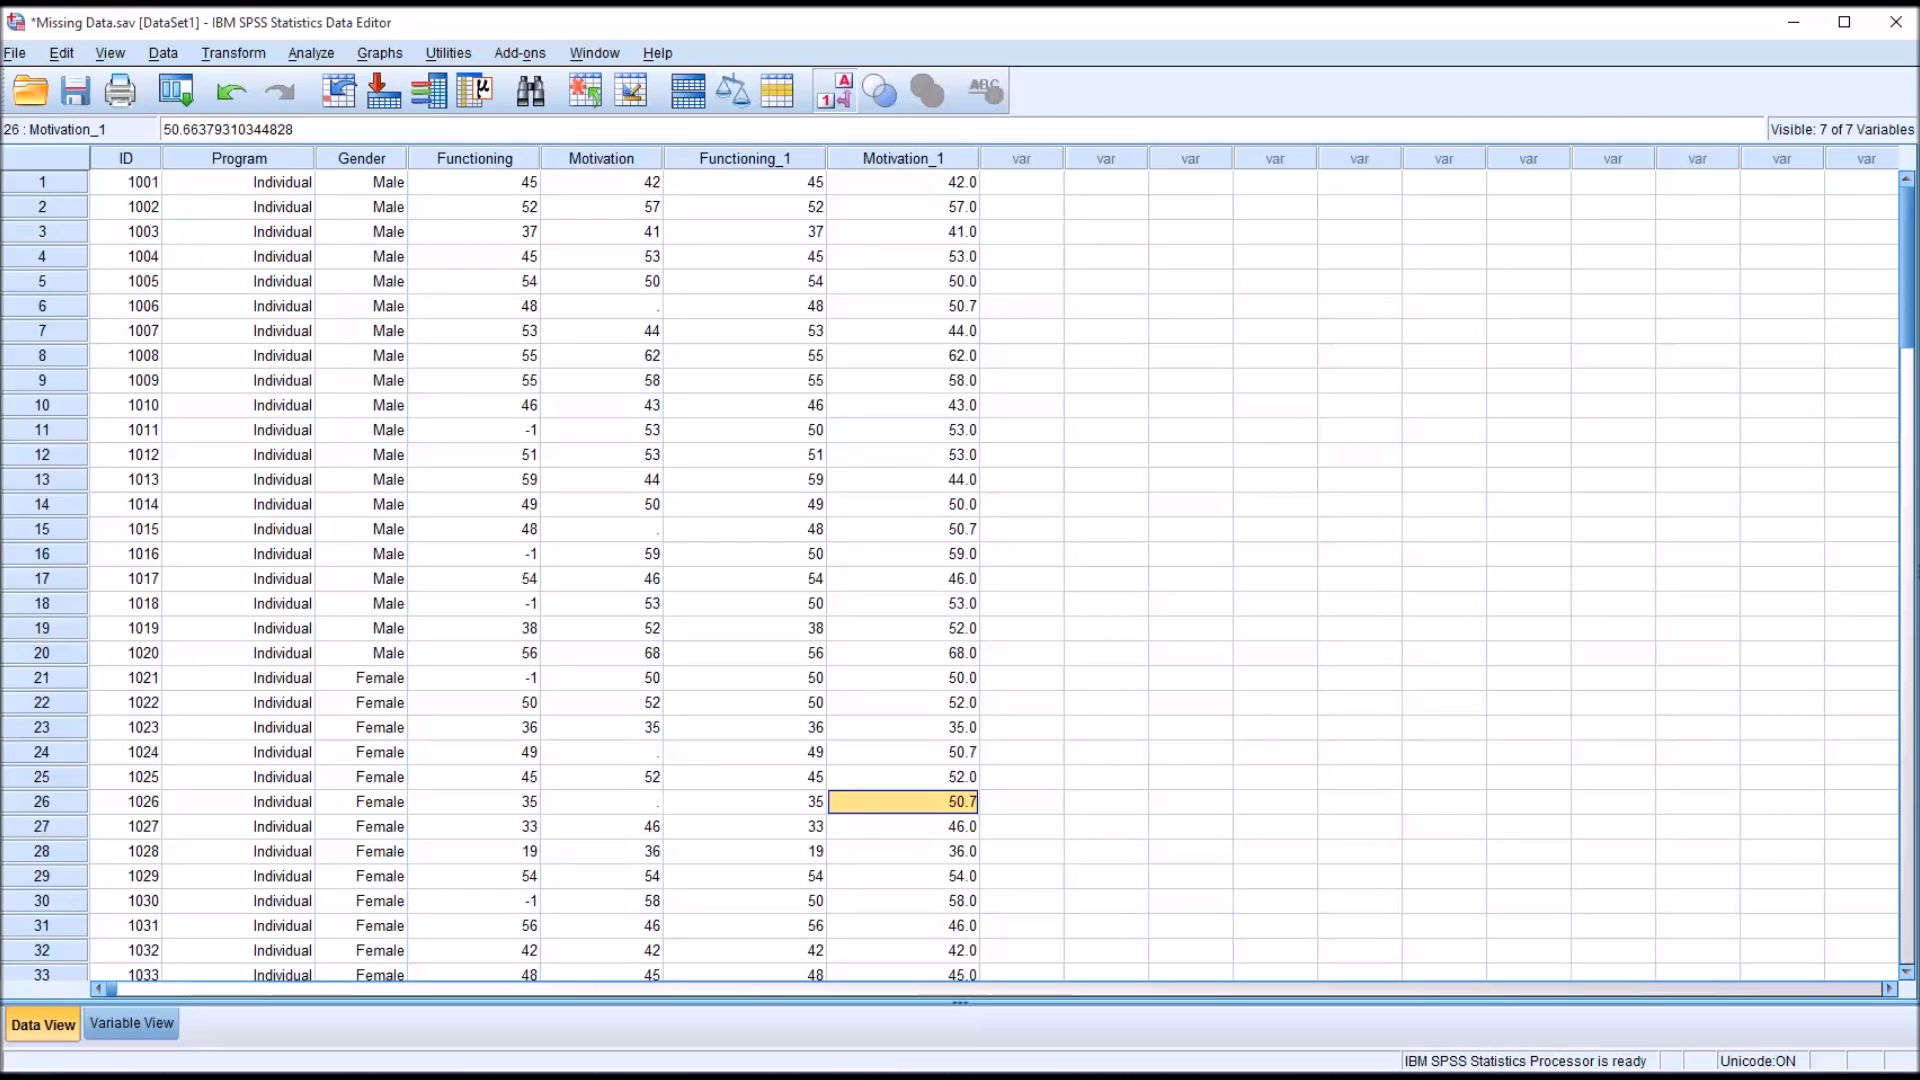 *Missing Data.sav [DataSet1] - IBM SPSS Statistics Data Editor
File Edit View Data Transform Analyze Graphs Utilities Add-ons Window Help
A 1 μ ABC
26 : Motivation_1 50.66379310344828 Visible: 7 of 7 Variables
ID Program Gender Functioning Motivation Functioning_1 Motivation_1 var var var var var var var var var var var
1 1001 Individual Male 45 42 45 42.0
2 1002 Individual Male 52 57 52 57.0
3 1003 Individual Male 37 41 37 41.0
4 1004 Individual Male 45 53 45 53.0
5 1005 Individual Male 54 50 54 50.0
6 1006 Individual Male 48 . 48 50.7
7 1007 Individual Male 53 44 53 44.0
8 1008 Individual Male 55 62 55 62.0
9 1009 Individual Male 55 58 55 58.0
10 1010 Individual Male 46 43 46 43.0
11 1011 Individual Male -1 53 50 53.0
12 1012 Individual Male 51 53 51 53.0
13 1013 Individual Male 59 44 59 44.0
14 1014 Individual Male 49 50 49 50.0
15 1015 Individual Male 48 . 48 50.7
16 1016 Individual Male -1 59 50 59.0
17 1017 Individual Male 54 46 54 46.0
18 1018 Individual Male -1 53 50 53.0
19 1019 Individual Male 38 52 38 52.0
20 1020 Individual Male 56 68 56 68.0
21 1021 Individual Female -1 50 50 50.0
22 1022 Individual Female 50 52 50 52.0
23 1023 Individual Female 36 35 36 35.0
24 1024 Individual Female 49 . 49 50.7
25 1025 Individual Female 45 52 45 52.0
26 1026 Individual Female 35 . 35 50.7
27 1027 Individual Female 33 46 33 46.0
28 1028 Individual Female 19 36 19 36.0
29 1029 Individual Female 54 54 54 54.0
30 1030 Individual Female -1 58 50 58.0
31 1031 Individual Female 56 46 56 46.0
32 1032 Individual Female 42 42 42 42.0
33 1033 Individual Female 48 45 48 45.0
Data View Variable View
IBM SPSS Statistics Processor is ready Unicode:ON